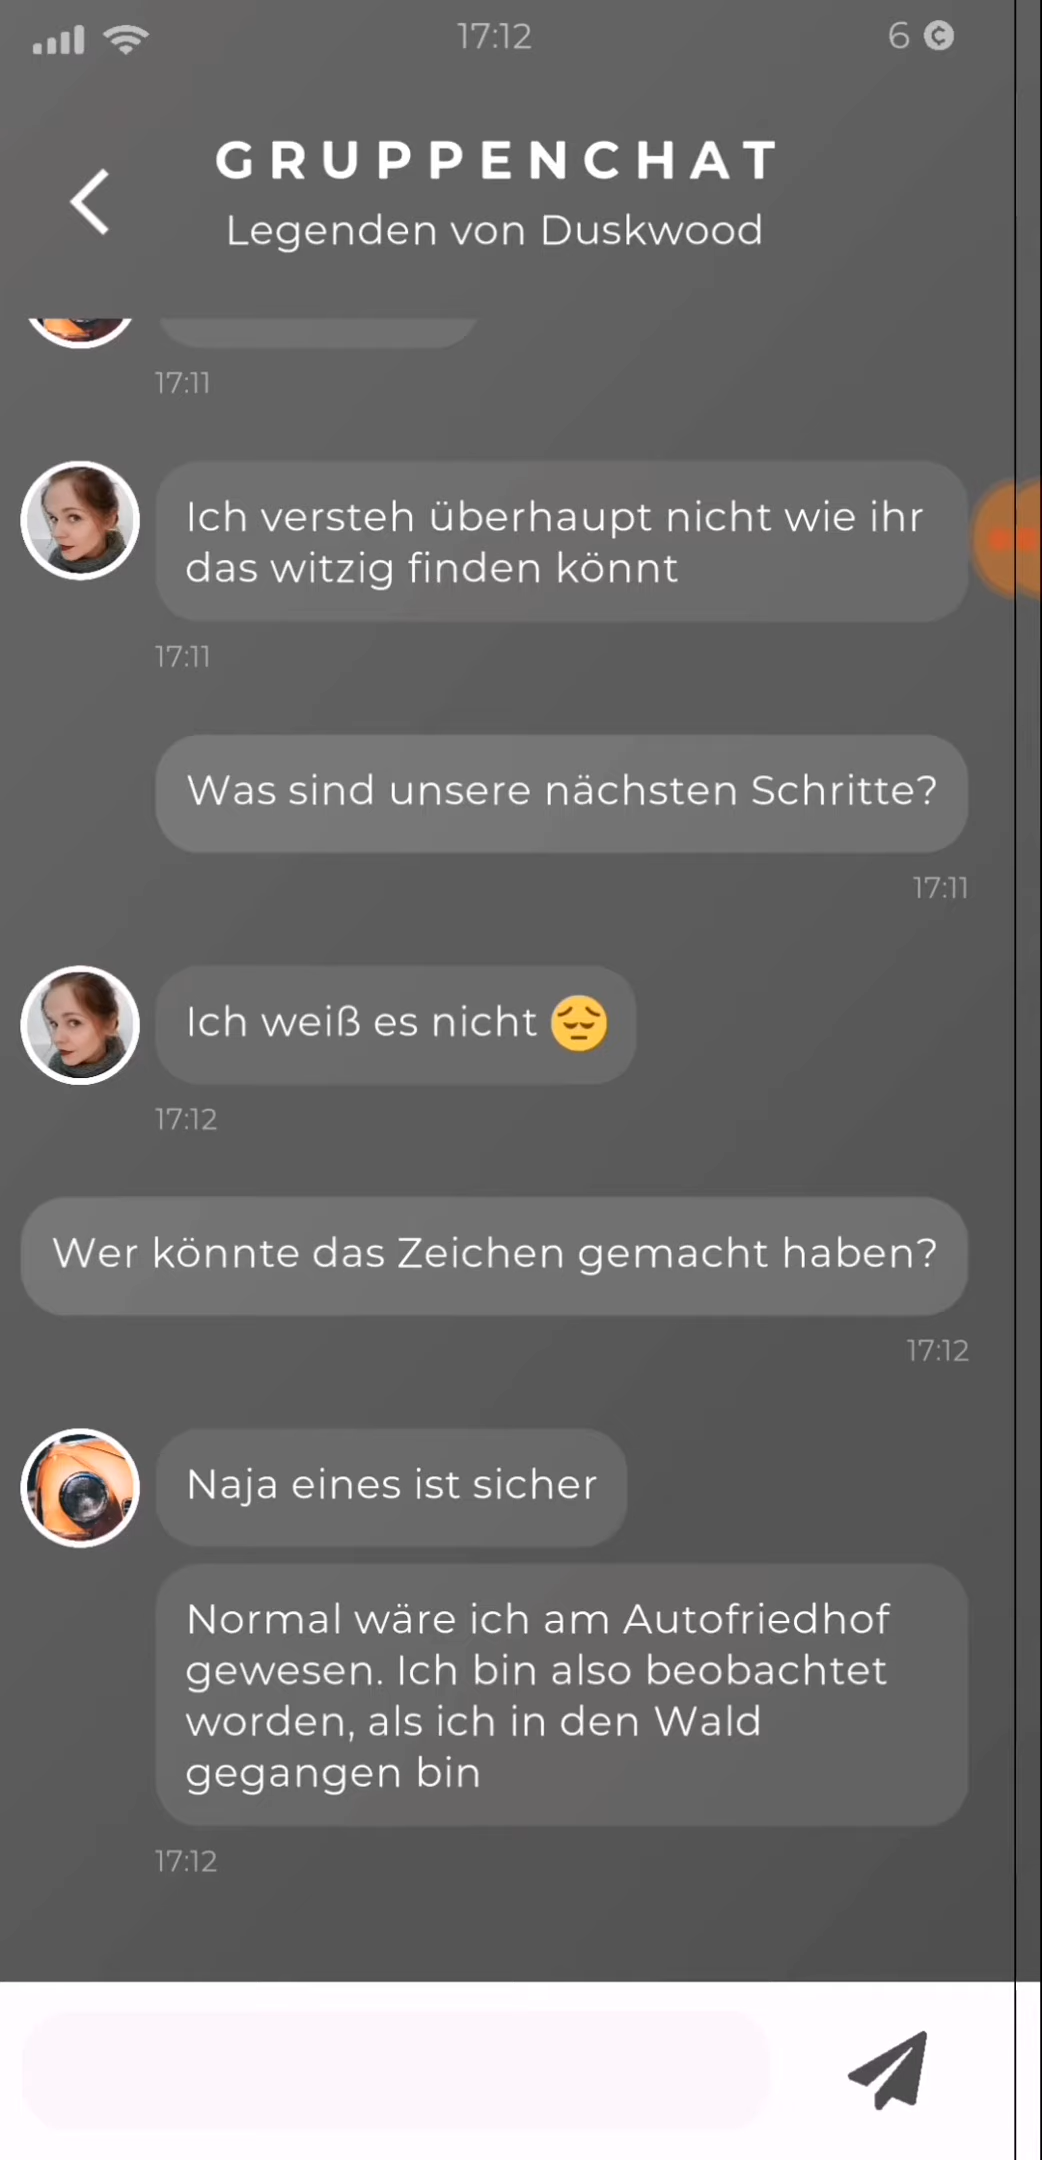 17:12
6
GRUPPENCHAT
Legenden von Duskwood
17:11
Ich versteh überhaupt nicht wie ihr
das witzig finden könnt
17:11
Was sind unsere nächsten Schritte?
17:11
Ich weiß es nicht 😔
17:12
Wer könnte das Zeichen gemacht haben?
17:12
Naja eines ist sicher
Normal wäre ich am Autofriedhof
gewesen. Ich bin also beobachtet
worden, als ich in den Wald
gegangen bin
17:12